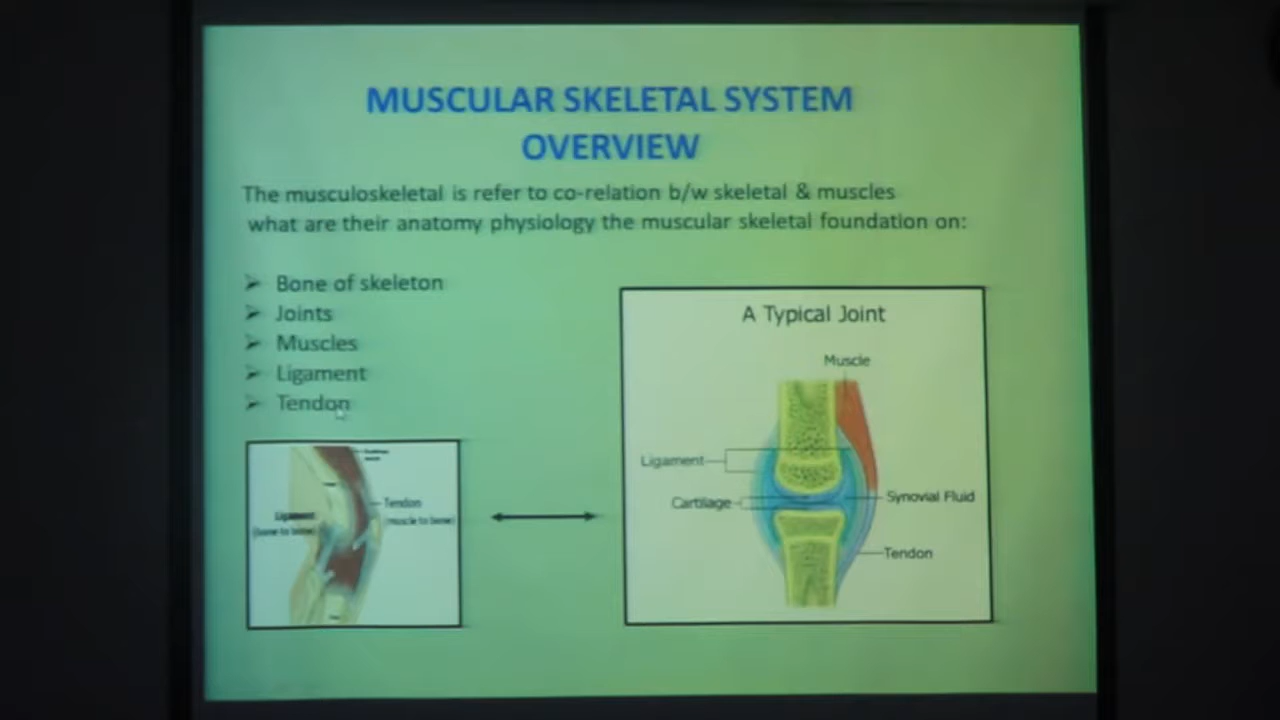 MUSCULAR SKELETAL SYSTEM
OVERVIEW
The musculoskeletal is refer to co-relation b/w skeletal & muscles
what are their anatomy physiology the muscular skeletal foundation on:
Bone of skeleton
Joints
Muscles
Ligament
Tendon
Tendon
(muscle to bone)
Ligament
(bone to bone)
A Typical Joint
Muscle
Ligament
Cartilage
Synovial Fluid
Tendon